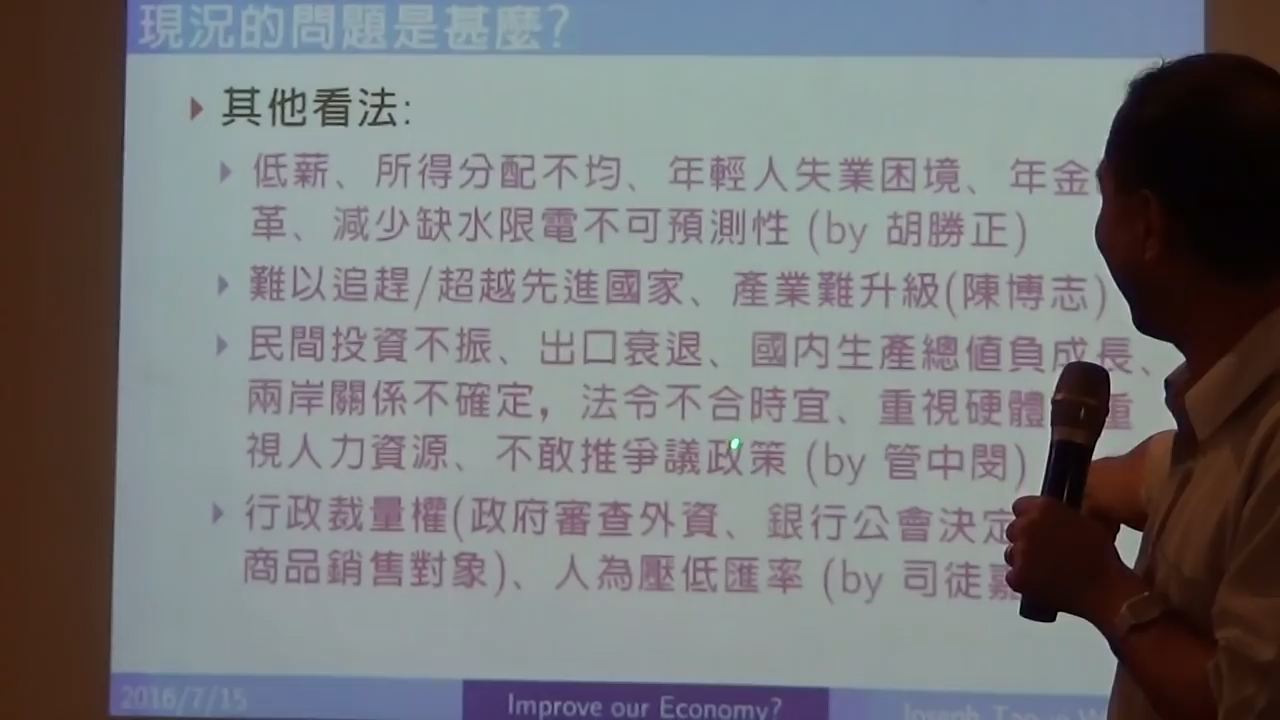 現況的問題是甚麼?
其他看法:
低薪、所得分配不均、年輕人失業困境、年金
革、減少缺水限電不可預測性 (by 胡勝正)
難以追趕/超越先進國家、產業難升級(陳博志)
民間投資不振、出口衰退、國內生產總值負成長、
兩岸關係不確定，法令不合時宜、重視硬體 重
視人力資源、不敢推爭議政策 (by 管中閔)
行政裁量權(政府審查外資、銀行公會決定
商品銷售對象)、人為壓低匯率 (by 司徒嘉
2016/7/15
Improve our Economy?
Joseph